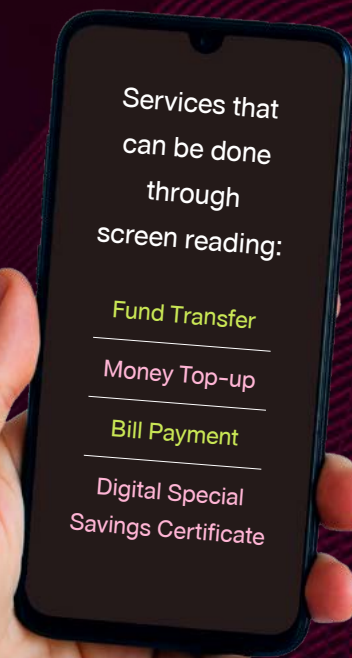 Services that
can be done
through
screen reading:
Fund Transfer
Money Top-up
Bill Payment
Digital Special
Savings Certificate